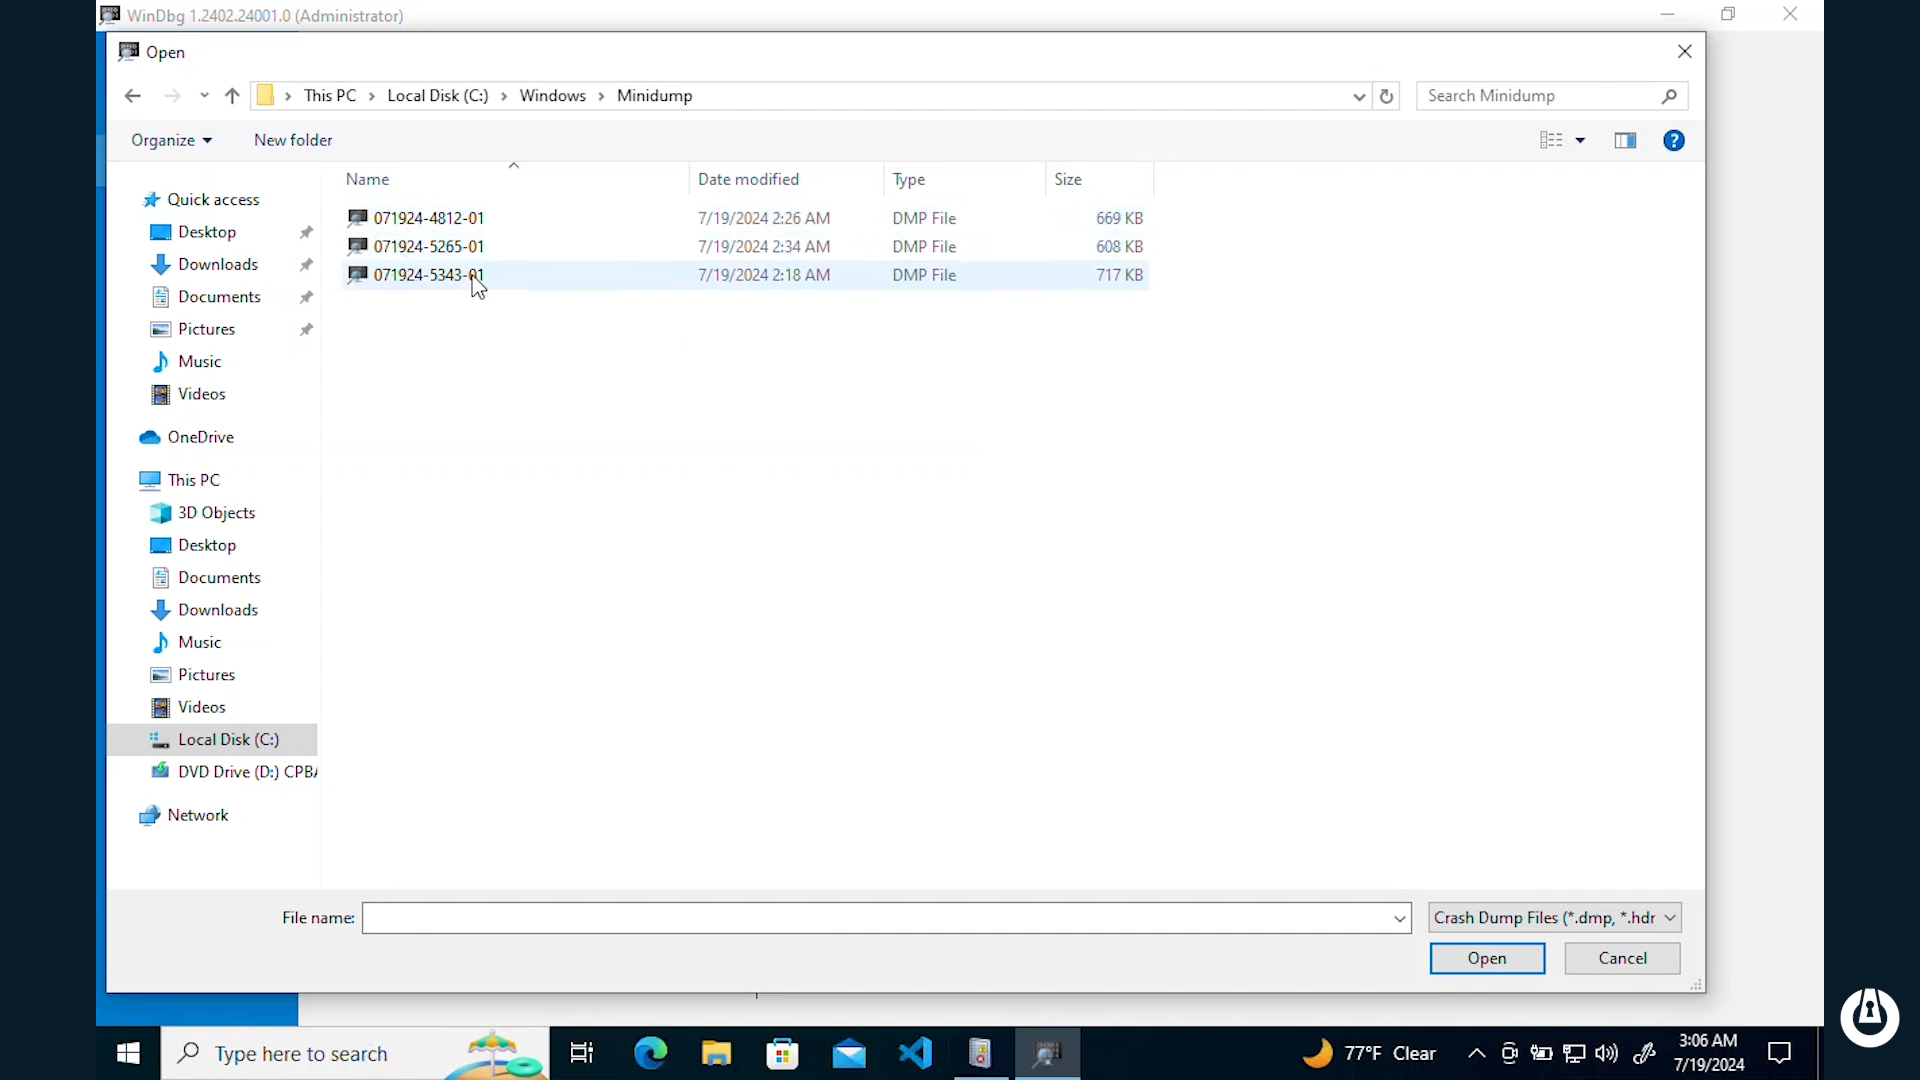 WinDbg 1.2402.24001.0 (Administrator)
Open
This PC > Local Disk (C:) > Windows > Minidump
Search Minidump
Organize
New folder
Name
Date modified
Type
Size
071924-4812-01 7/19/2024 2:26 AM DMP File 669 KB
071924-5265-01 7/19/2024 2:34 AM DMP File 608 KB
071924-5343-01 7/19/2024 2:18 AM DMP File 717 KB
Quick access
Desktop
Downloads
Documents
Pictures
Music
Videos
OneDrive
This PC
3D Objects
Desktop
Documents
Downloads
Music
Pictures
Videos
Local Disk (C:)
DVD Drive (D:) CPBA
Network
File name:
Crash Dump Files (*.dmp, *.hdr
Open
Cancel
Type here to search
77°F Clear
3:06 AM
7/19/2024